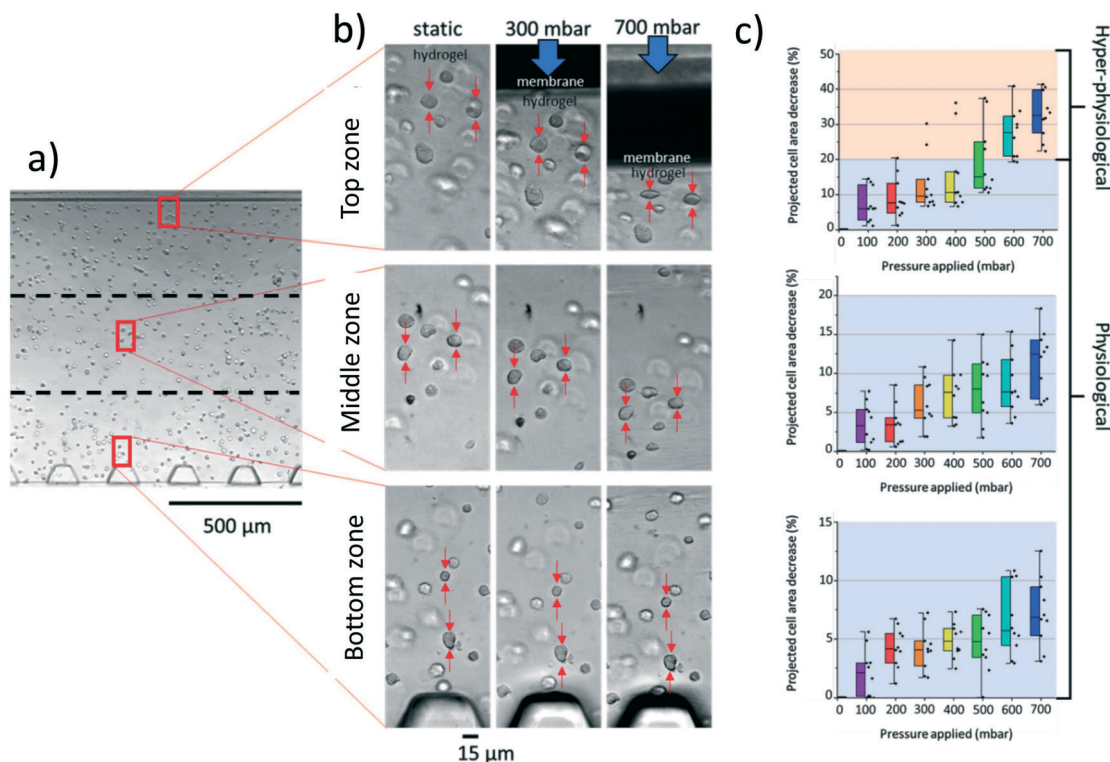 a)
500 µm
b)
static
300 mbar
700 mbar
Top zone
hydrogel
membrane
hydrogel
membrane
hydrogel
Middle zone
Bottom zone
15 µm
c)
Projected cell area decrease (%)
50
40
30
20
10
0
0 100 200 300 400 500 600 700
Pressure applied (mbar)
Projected cell area decrease (%)
20
15
10
5
0
0 100 200 300 400 500 600 700
Pressure applied (mbar)
Projected cell area decrease (%)
15
10
5
0
0 100 200 300 400 500 600 700
Pressure applied (mbar)
Hyper-physiological
Physiological